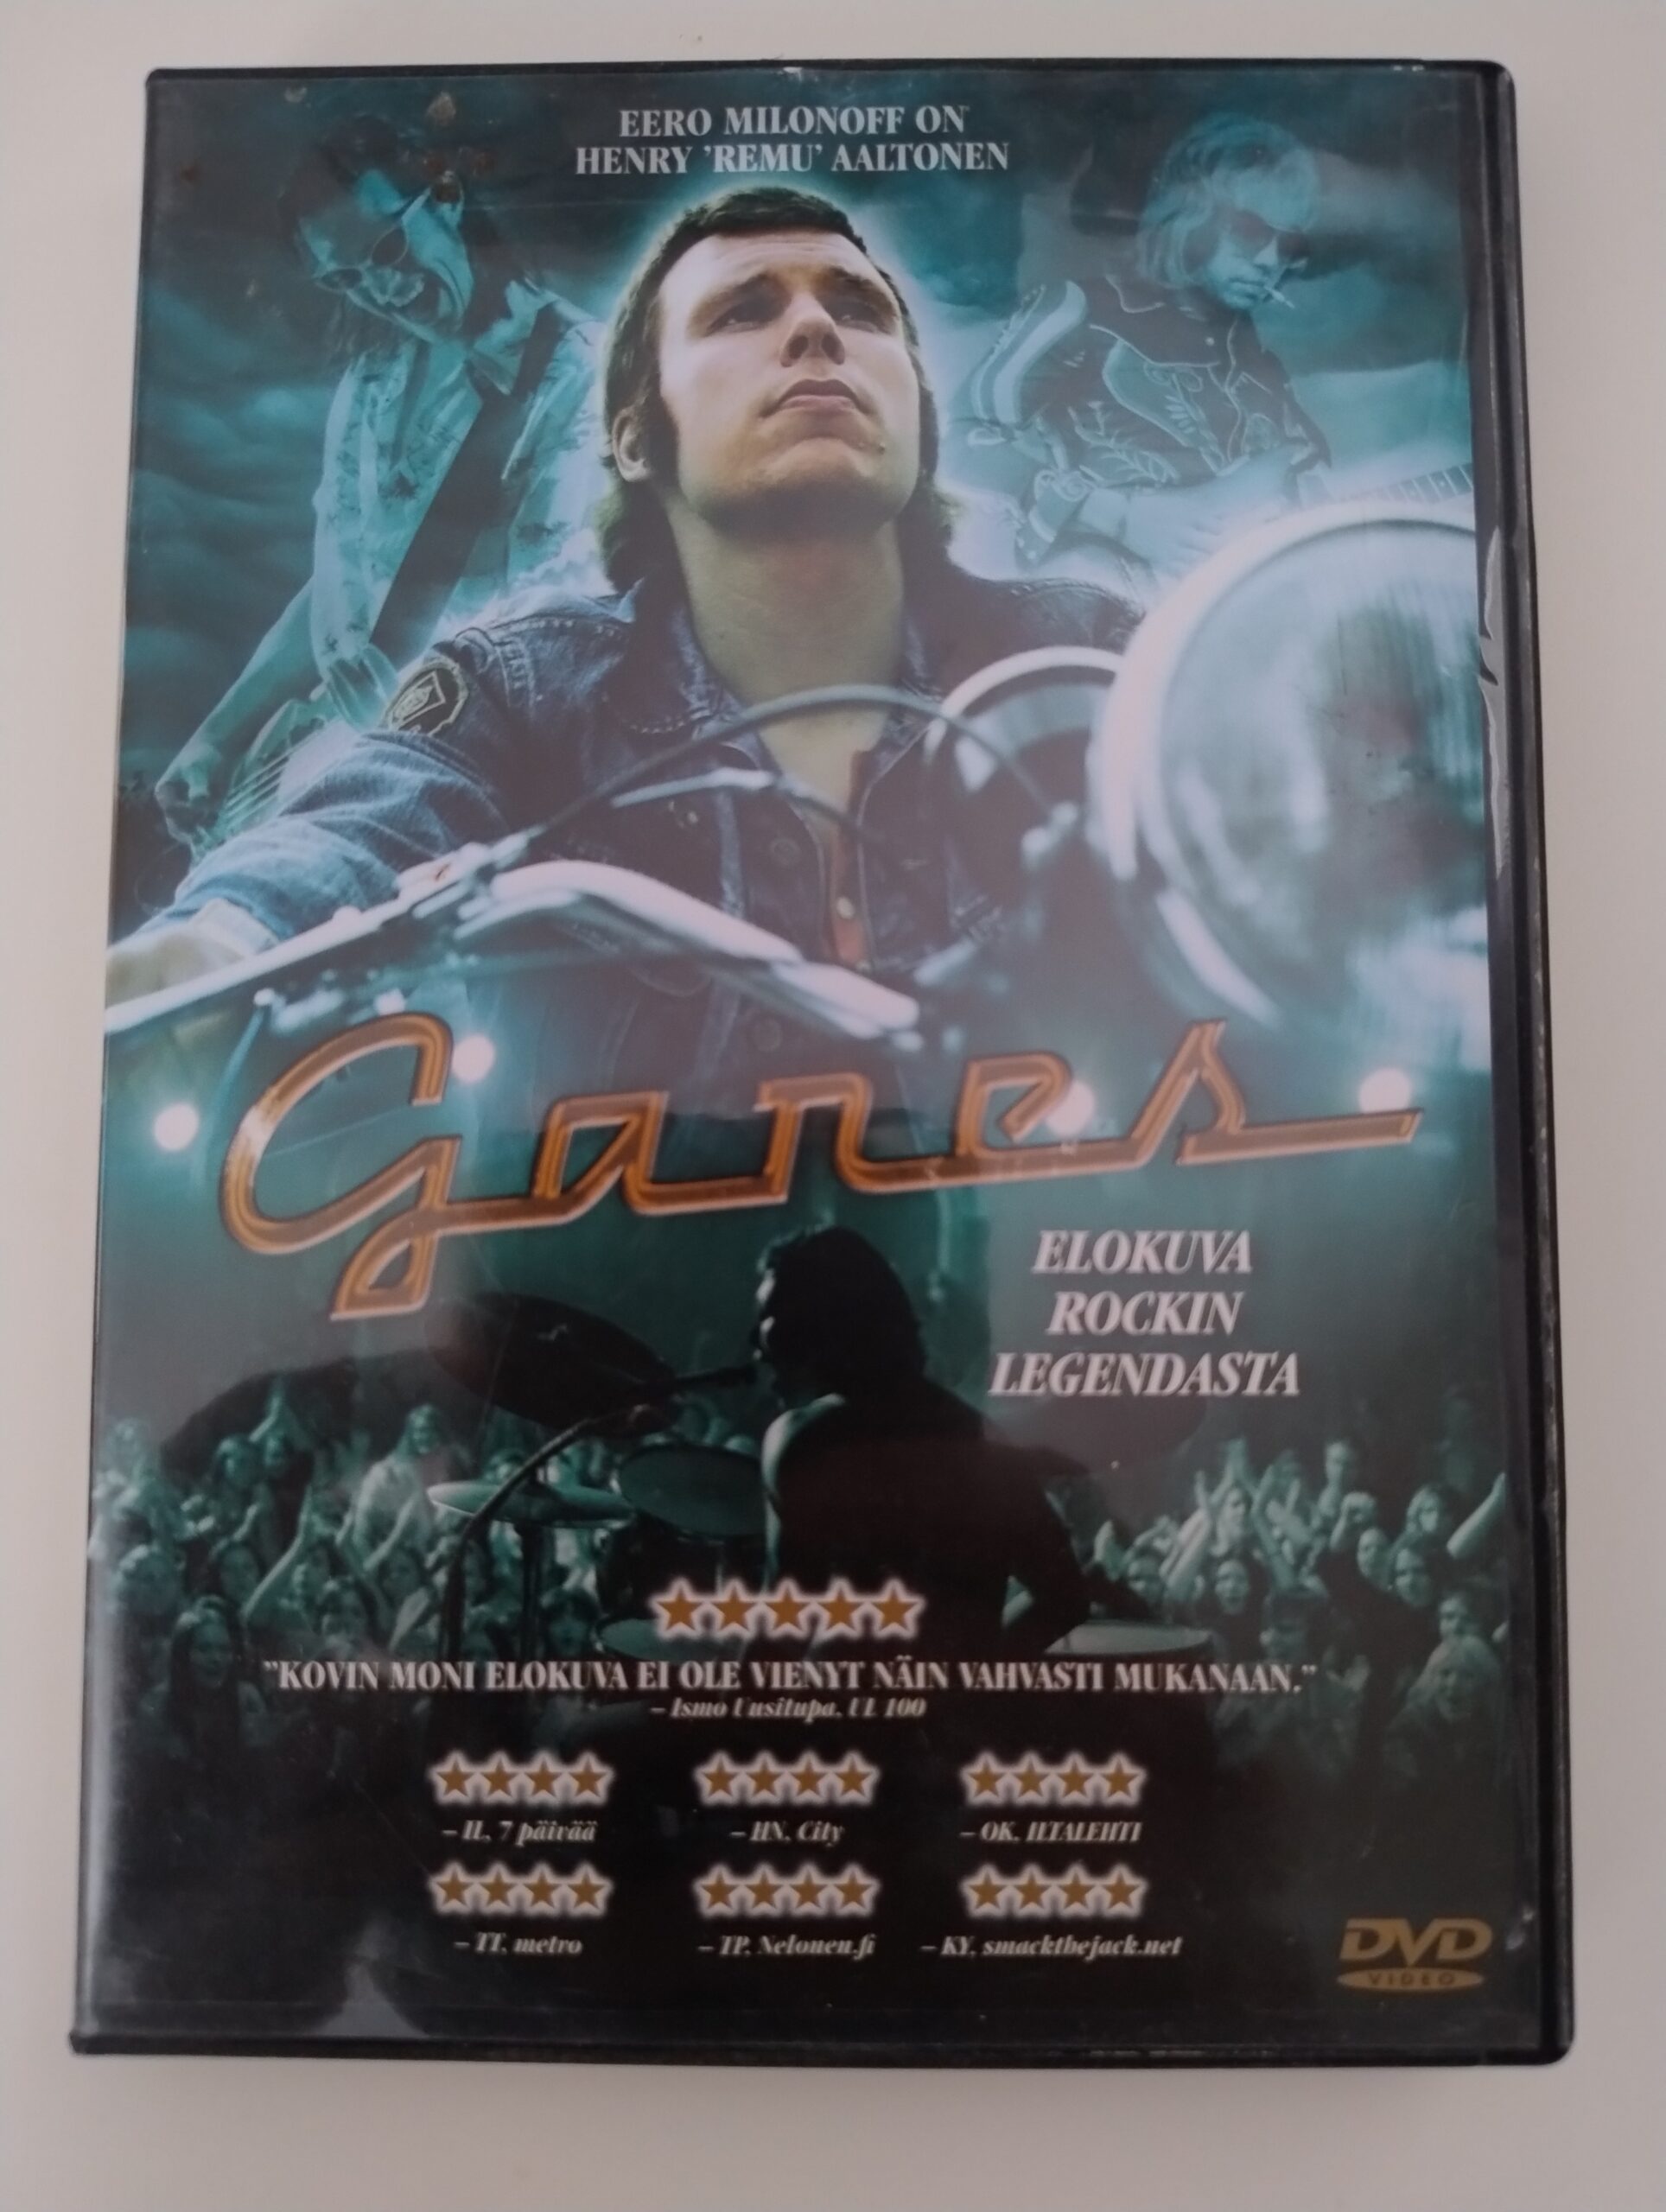 EERO MILONOFF ON
HENRY 'REMU' AALTONEN
Ganes
ELOKUVA
ROCKIN
LEGENDASTA
"KOVIN MONI ELOKUVA EI OLE VIENYT NÄIN VAHVASTI MUKANAAN."
– Ismo Uusitupa, UL 100
– IL, 7 päivää
– HN, City
– OK, ILTALEHTI
– TT, metro
– TP, Nelonen.fi
– KY, smackthejack.net
DVD
VIDEO